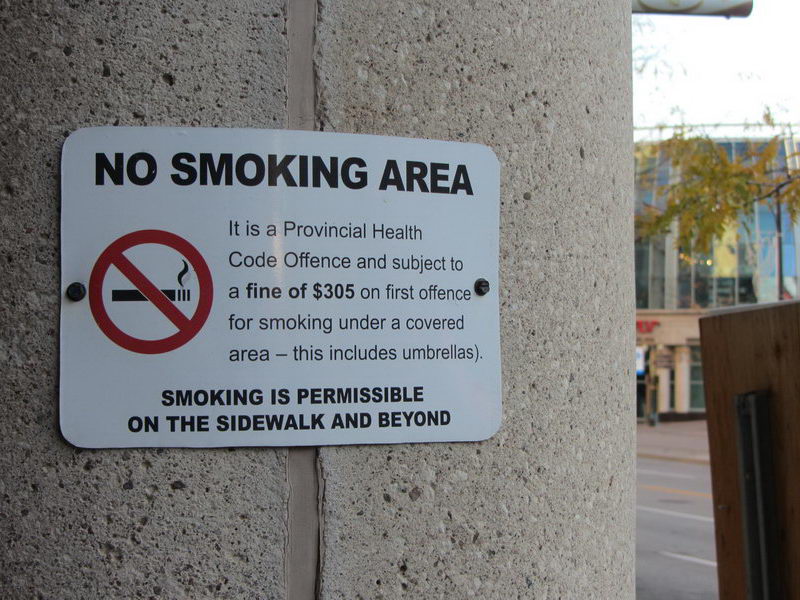 NO SMOKING AREA
It is a Provincial Health
Code Offence and subject to
a fine of $305 on first offence
for smoking under a covered
area – this includes umbrellas).
SMOKING IS PERMISSIBLE
ON THE SIDEWALK AND BEYOND